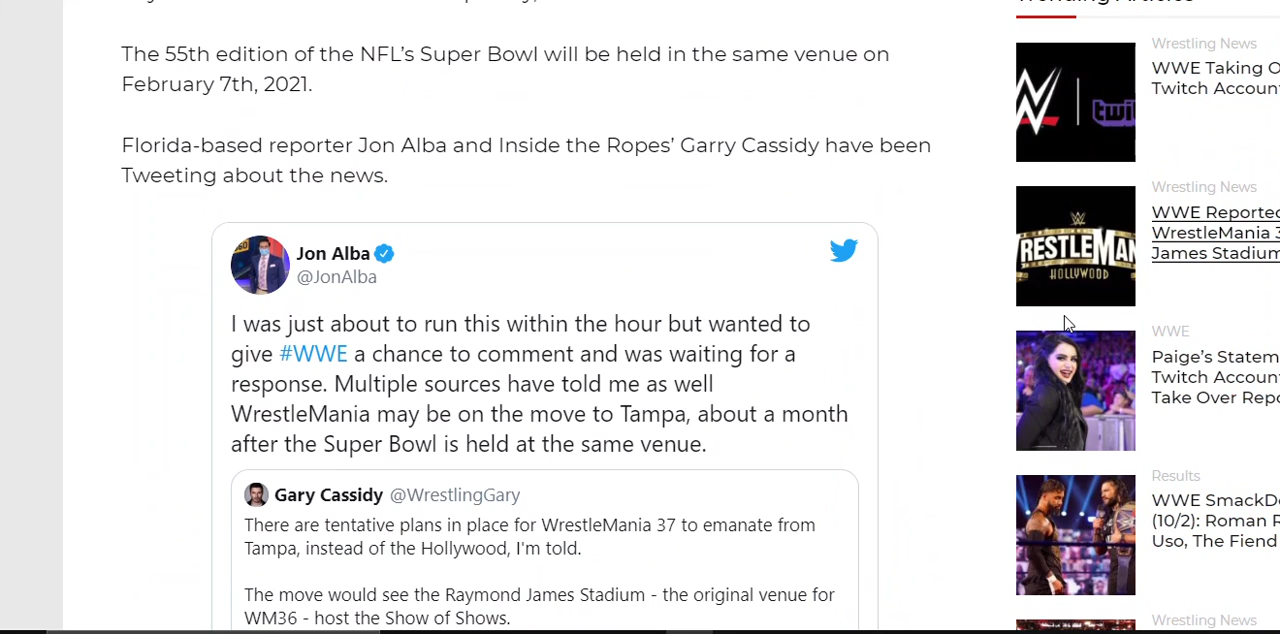 Trending Articles
The 55th edition of the NFL's Super Bowl will be held in the same venue on
February 7th, 2021.
Florida-based reporter Jon Alba and Inside the Ropes' Garry Cassidy have been
Tweeting about the news.
Jon Alba
@JonAlba
I was just about to run this within the hour but wanted to
give #WWE a chance to comment and was waiting for a
response. Multiple sources have told me as well
WrestleMania may be on the move to Tampa, about a month
after the Super Bowl is held at the same venue.
Gary Cassidy @WrestlingGary
There are tentative plans in place for WrestleMania 37 to emanate from
Tampa, instead of the Hollywood, I'm told.
The move would see the Raymond James Stadium - the original venue for
WM36 - host the Show of Shows.
Wrestling News
WWE Taking O
Twitch Accoun
Wrestling News
WWE Reported
WrestleMania 3
James Stadium
RESTLEMA
HOLLYWOOD
WWE
Paige's Statem
Twitch Accoun
Take Over Repo
Results
WWE SmackDo
(10/2): Roman R
Uso, The Fiend
Wrestling News